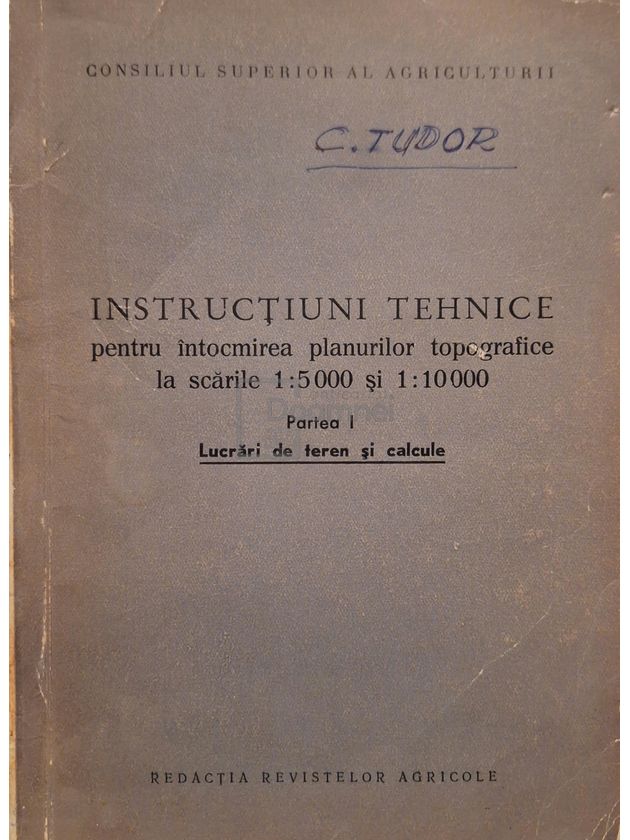 CONSILIUL SUPERIOR AL AGRICULTURII
C. TUDOR
INSTRUCŢIUNI TEHNICE
pentru întocmirea planurilor topografice
la scările 1:5000 şi 1:10000
Partea I
Lucrări de teren şi calcule
REDACŢIA REVISTELOR AGRICOLE